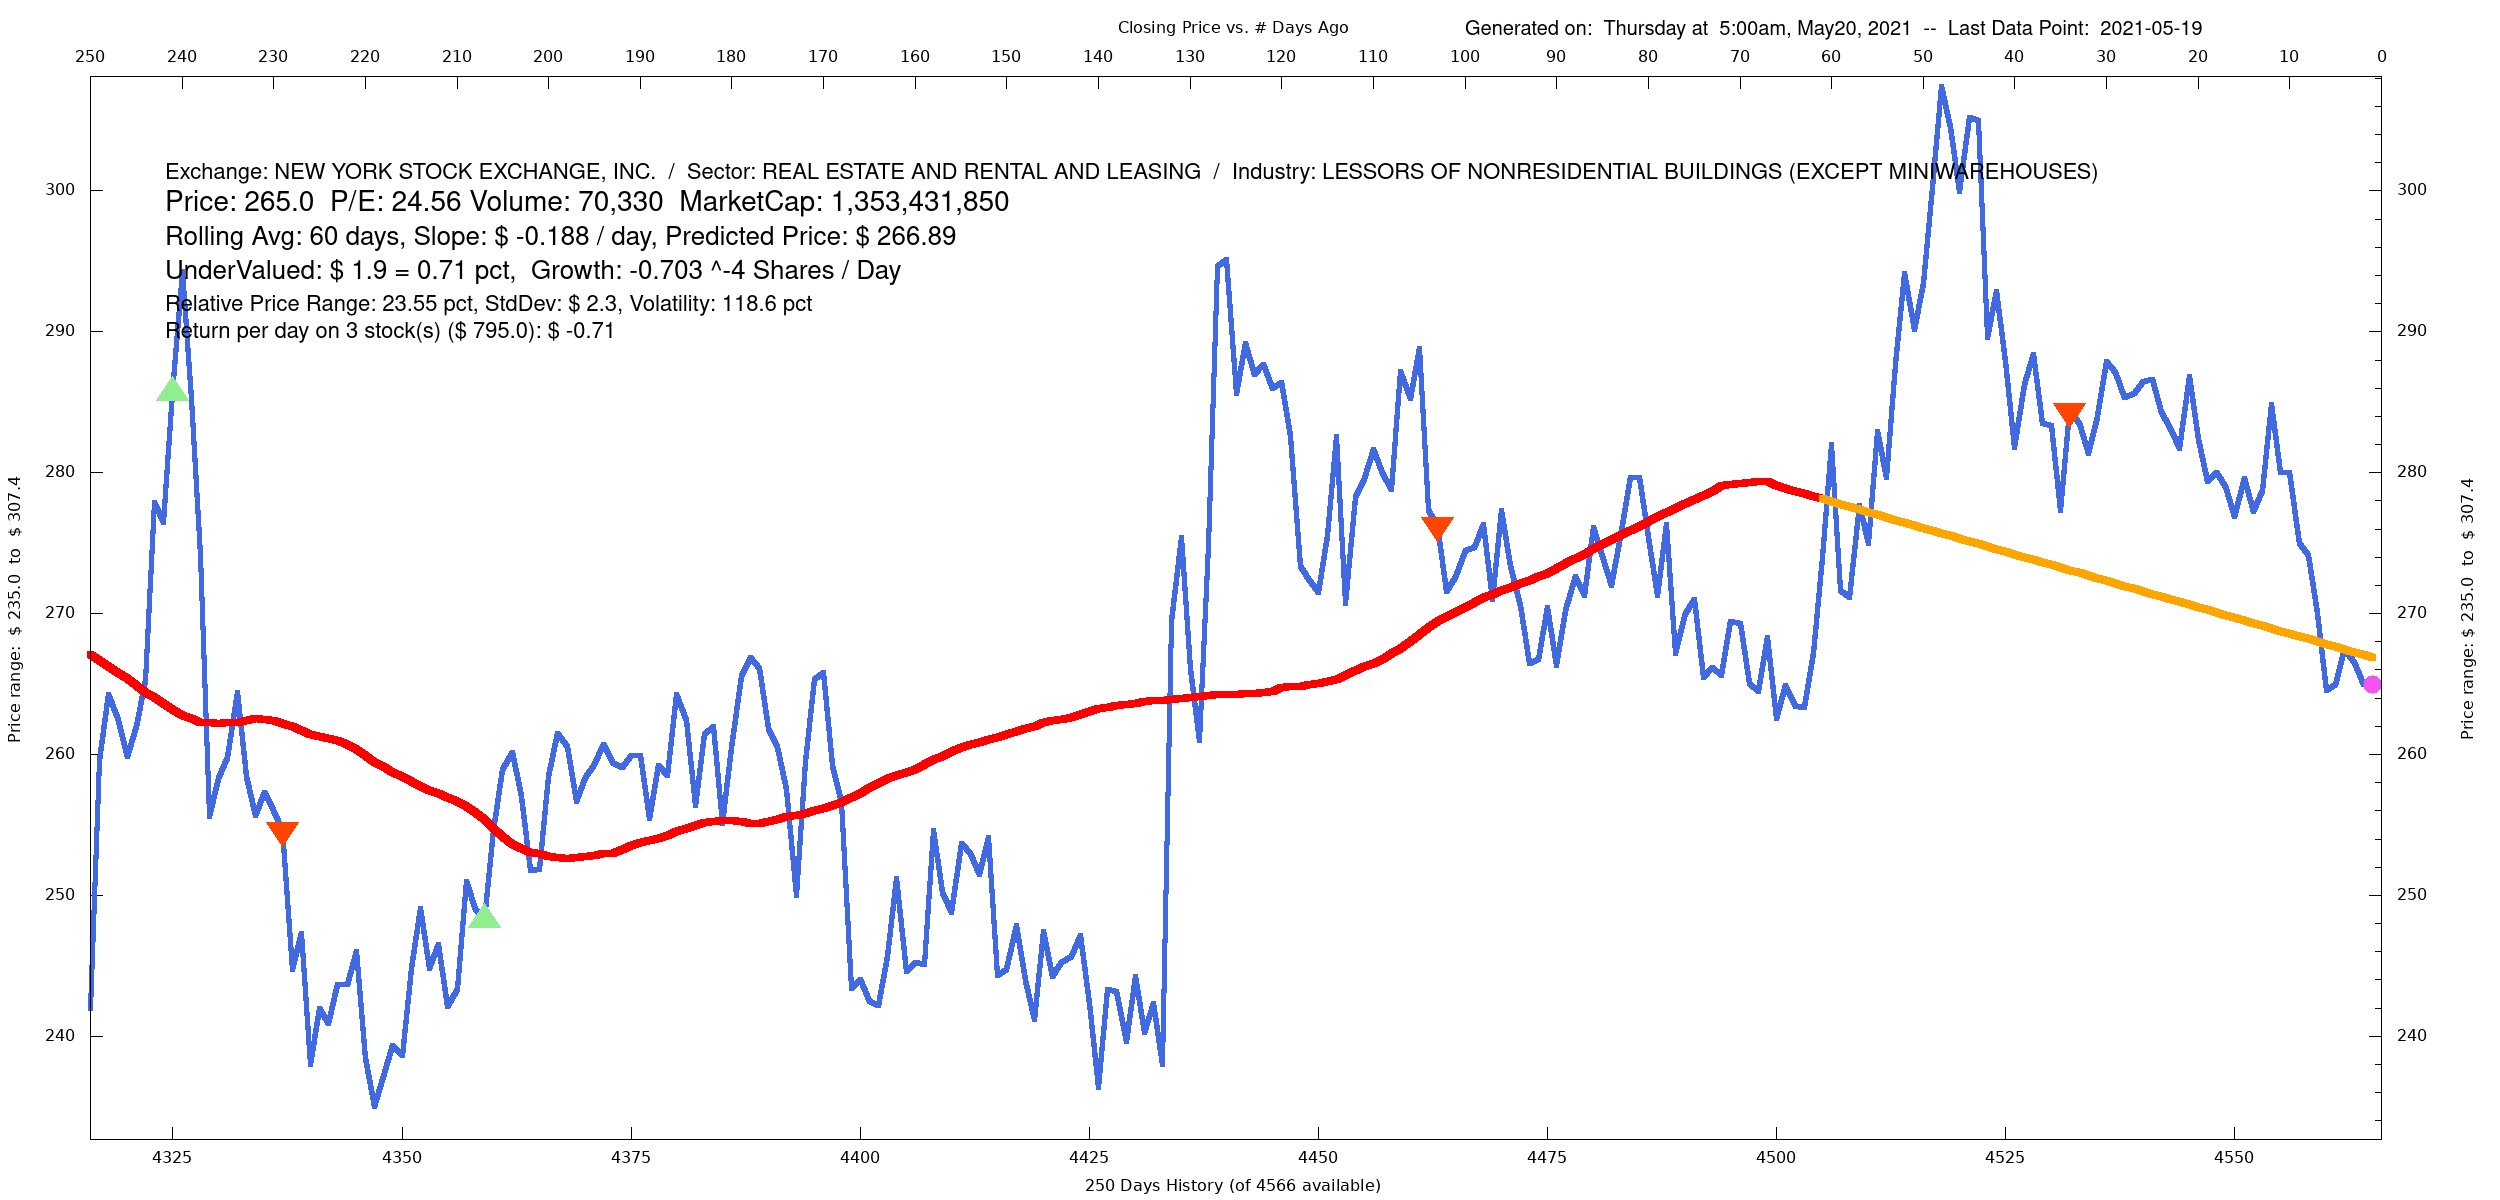 Closing Price vs. # Days Ago
Generated on:  Thursday at  5:00am, May20, 2021  --  Last Data Point:  2021-05-19
250 240 230 220 210 200 190 180 170 160 150 140 130 120 110 100 90 80 70 60 50 40 30 20 10 0
Exchange: NEW YORK STOCK EXCHANGE, INC.  /  Sector: REAL ESTATE AND RENTAL AND LEASING  /  Industry: LESSORS OF NONRESIDENTIAL BUILDINGS (EXCEPT MINIWAREHOUSES)
Price: 265.0  P/E: 24.56 Volume: 70,330  MarketCap: 1,353,431,850
Rolling Avg: 60 days, Slope: $ -0.188 / day, Predicted Price: $ 266.89
UnderValued: $ 1.9 = 0.71 pct,  Growth: -0.703 ^-4 Shares / Day
Relative Price Range: 23.55 pct, StdDev: $ 2.3, Volatility: 118.6 pct
Return per day on 3 stock(s) ($ 795.0): $ -0.71
300 300
290 290
280 280
270 270
260 260
250 250
240 240
Price range:  $ 235.0  to  $ 307.4
Price range: $ 235.0  to  $ 307.4
4325 4350 4375 4400 4425 4450 4475 4500 4525 4550
250 Days History (of 4566 available)